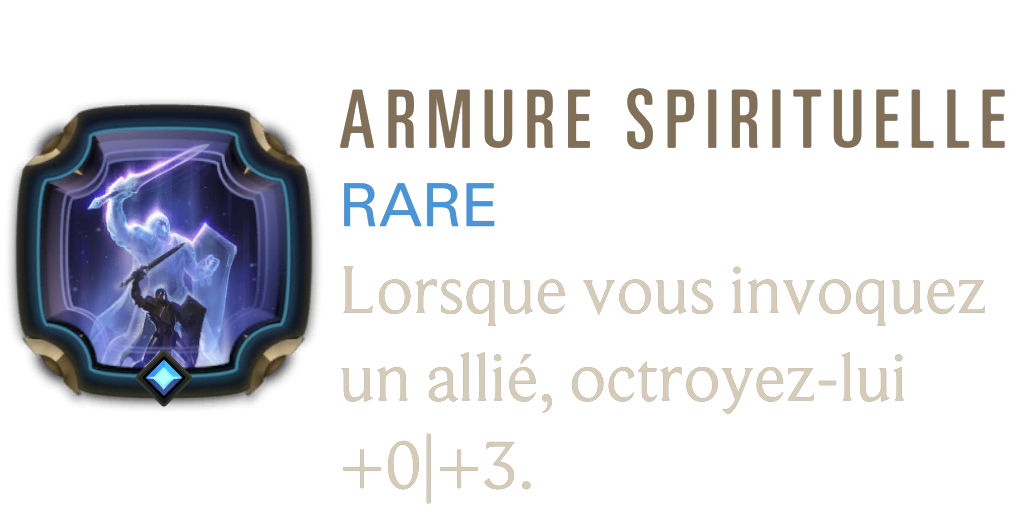 ARMURE SPIRITUELLE
RARE
Lorsque vous invoquez
un allié, octroyez-lui
+0|+3.